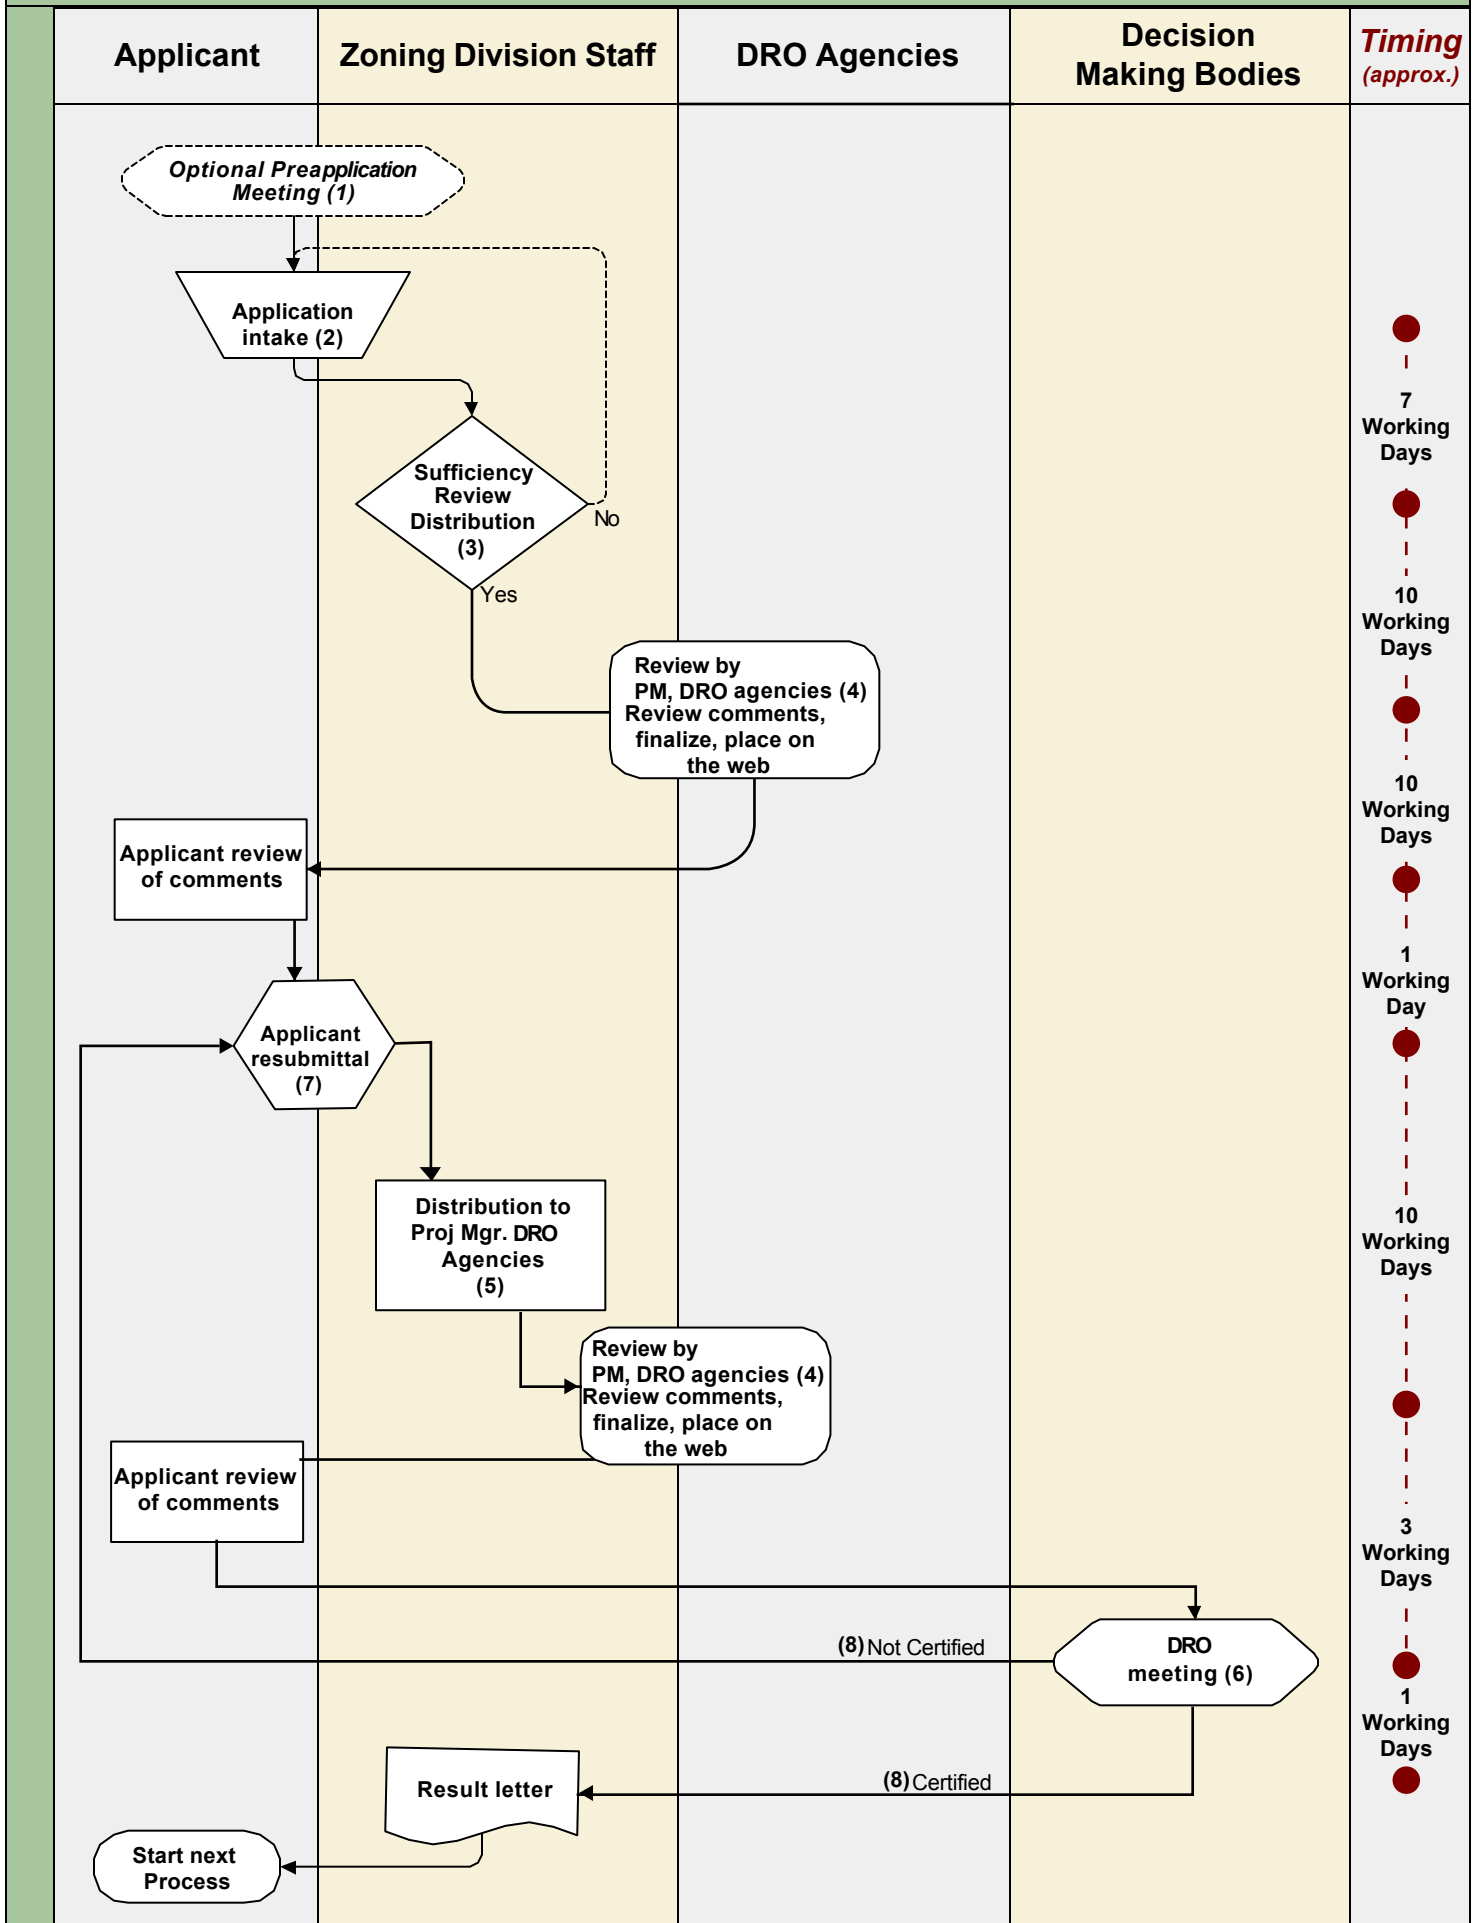 Applicant
Zoning Division Staff
DRO Agencies
Decision
Making Bodies
Timing
(approx.)
Optional Preapplication
Meeting (1)
Application
intake (2)
7
Working
Days
Sufficiency
Review
Distribution
(3)
No
Yes
10
Working
Days
Review by
PM, DRO agencies (4)
Review comments,
finalize, place on
the web
10
Working
Days
Applicant review
of comments
1
Working
Day
Applicant
resubmittal
(7)
Distribution to
Proj Mgr. DRO
Agencies
(5)
10
Working
Days
Review by
PM, DRO agencies (4)
Review comments,
finalize, place on
the web
Applicant review
of comments
3
Working
Days
(8) Not Certified
DRO
meeting (6)
1
Working
Days
(8) Certified
Result letter
Start next
Process